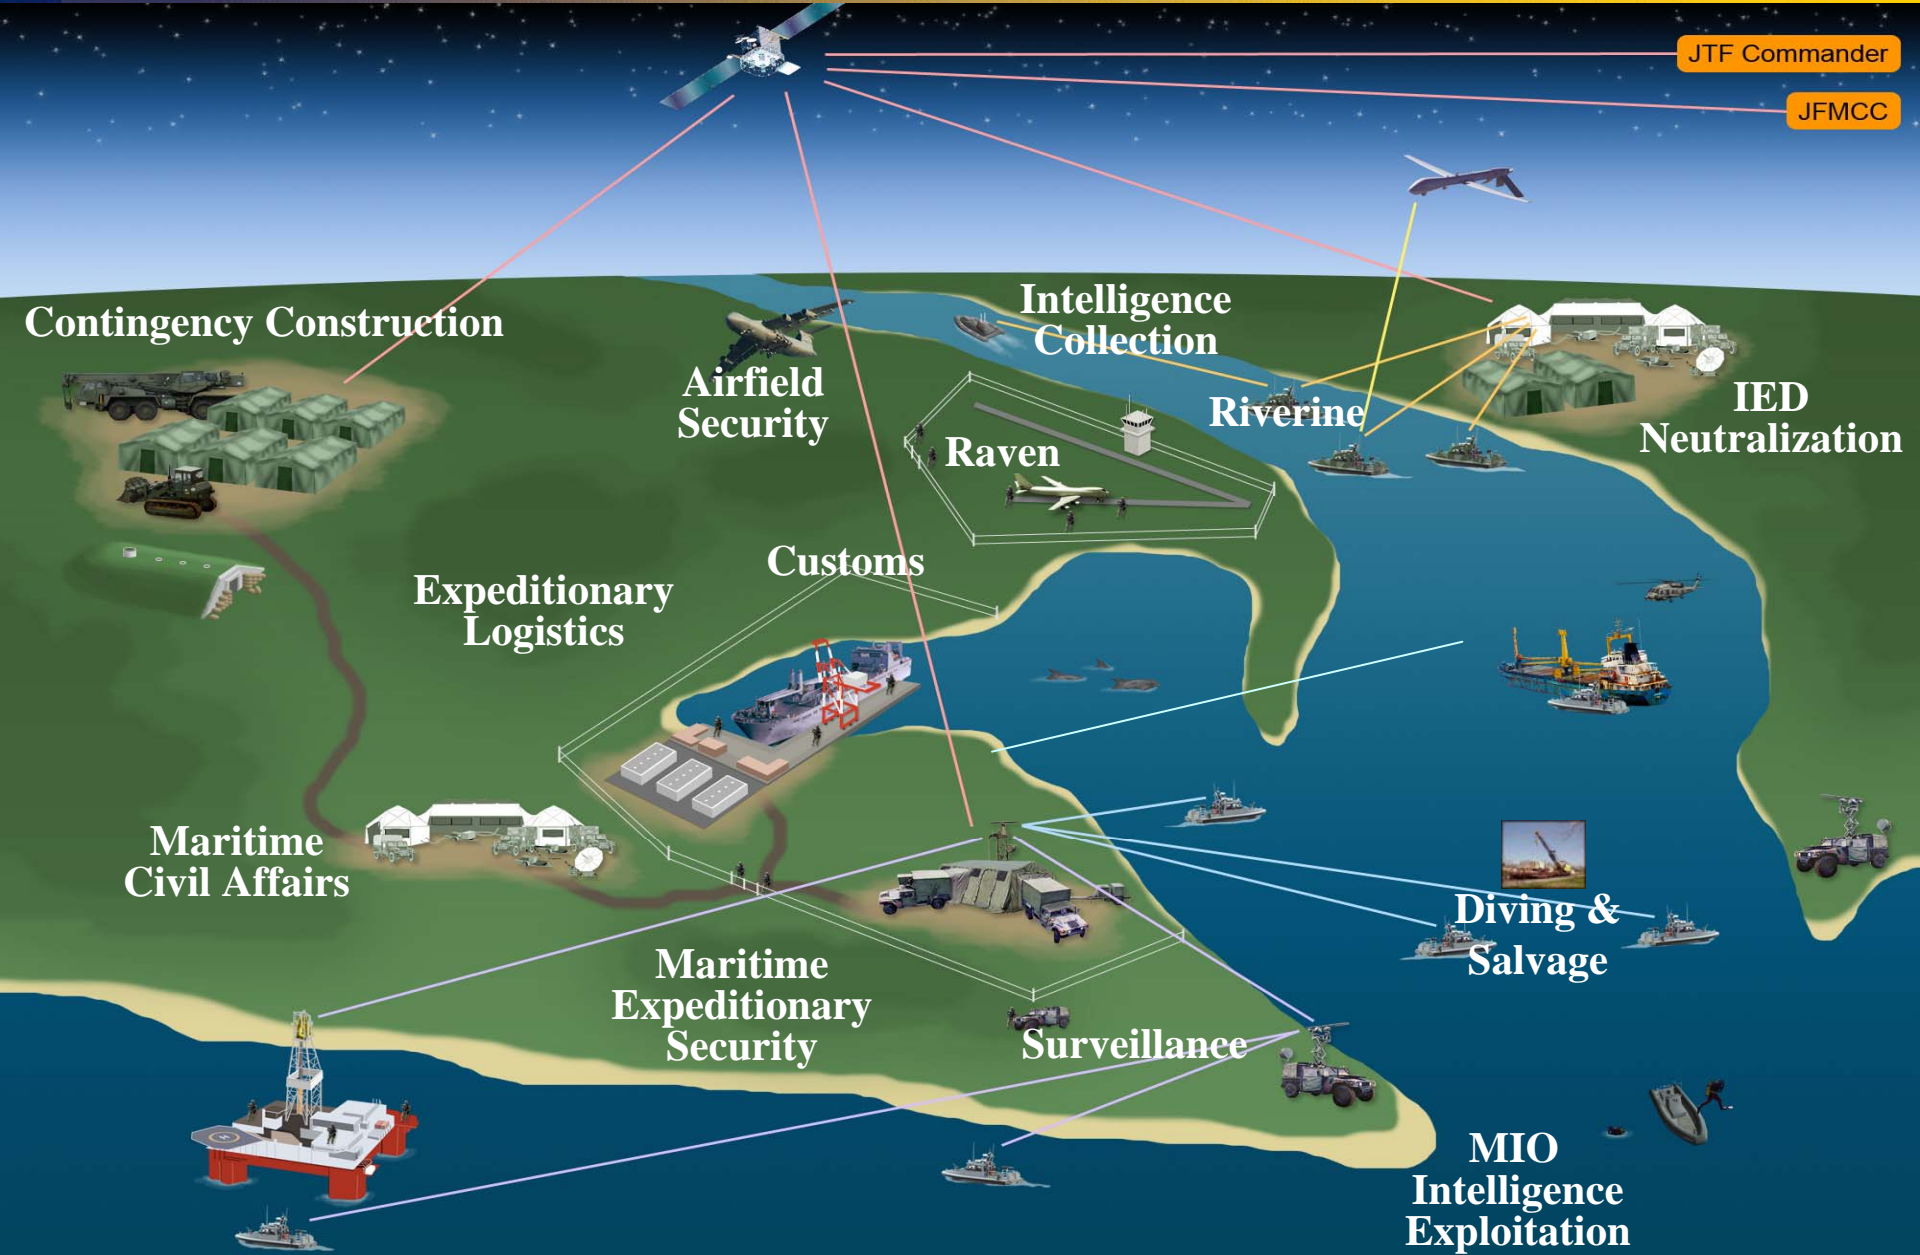 JTF Commander
JFMCC
Contingency Construction
Intelligence
Collection
Airfield
Security
Riverine
IED
Neutralization
Raven
Customs
Expeditionary
Logistics
Maritime
Civil Affairs
Diving &
Salvage
Maritime
Expeditionary
Security
Surveillance
MIO
Intelligence
Exploitation